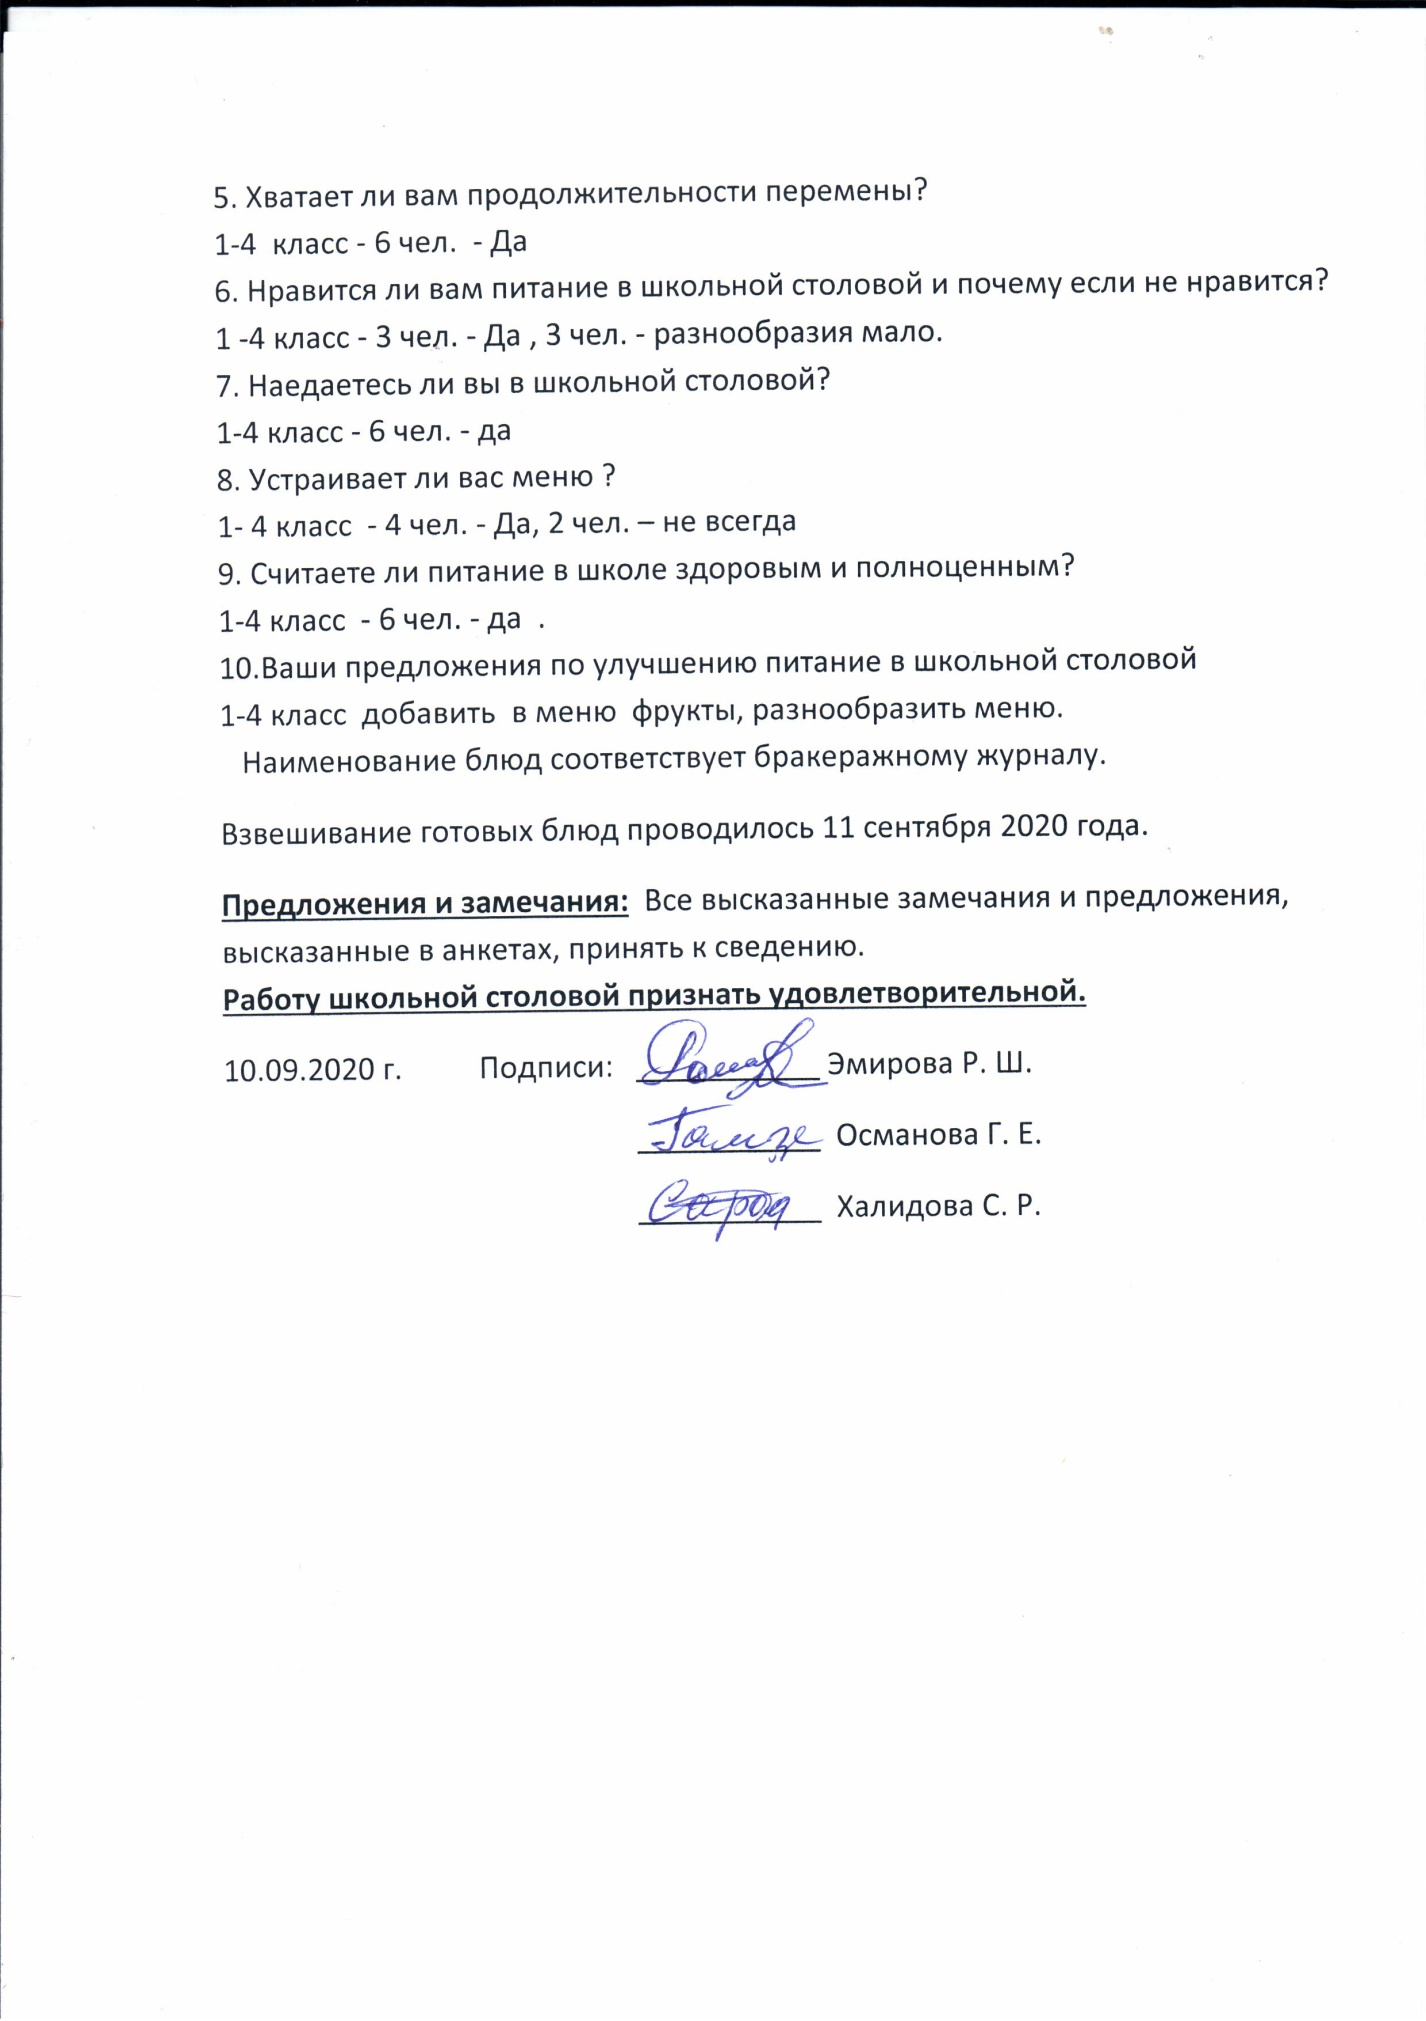 5. Хватает ли вам продолжительности перемены?
1-4 класс - 6 чел. - Да
6. Нравится ли вам питание в школьной столовой и почему если не нравится?
1 -4 класс - 3 чел. - Да , 3 чел. - разнообразия мало.
7. Наедаетесь ли вы в школьной столовой?
1-4 класс - 6 чел. - да
8. Устраивает ли вас меню ?
1- 4 класс - 4 чел. - Да, 2 чел. – не всегда
9. Считаете ли питание в школе здоровым и полноценным?
1-4 класс - 6 чел. - да .
10.Ваши предложения по улучшению питание в школьной столовой
1-4 класс добавить в меню фрукты, разнообразить меню.
Наименование блюд соответствует бракеражному журналу.
Взвешивание готовых блюд проводилось 11 сентября 2020 года.
Предложения и замечания: Все высказанные замечания и предложения,
высказанные в анкетах, принять к сведению.
Работу школьной столовой признать удовлетворительной.
10.09.2020 г. Подписи: Эмирова Р. Ш.
Османова Г. Е.
Халидова С. Р.